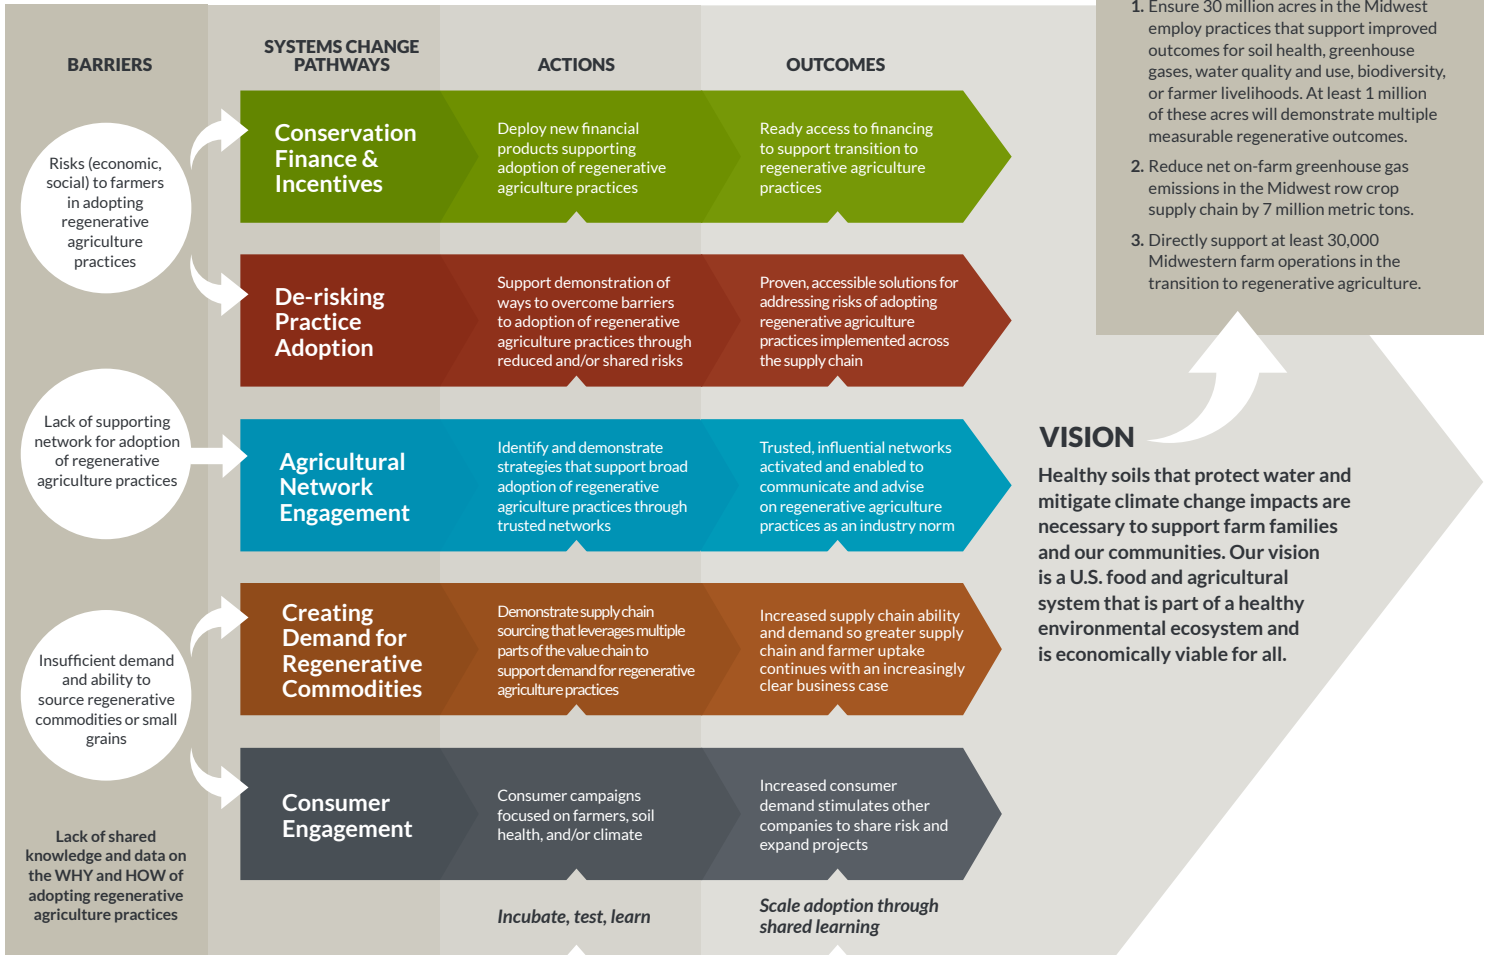 BARRIERS
SYSTEMS CHANGE
PATHWAYS
ACTIONS
OUTCOMES
Risks (economic,
social) to farmers
in adopting
regenerative
agriculture
practices
Lack of supporting
network for adoption
of regenerative
agriculture practices
Insufficient demand
and ability to
source regenerative
commodities or small
grains
Lack of shared
knowledge and data on
the WHY and HOW of
adopting regenerative
agriculture practices
Conservation
Finance &
Incentives
Deploy new financial
products supporting
adoption of regenerative
agriculture practices
Ready access to financing
to support transition to
regenerative agriculture
practices
De-risking
Practice
Adoption
Support demonstration of
ways to overcome barriers
to adoption of regenerative
agriculture practices through
reduced and/or shared risks
Proven, accessible solutions for
addressing risks of adopting
regenerative agriculture
practices implemented across
the supply chain
Agricultural
Network
Engagement
Identify and demonstrate
strategies that support broad
adoption of regenerative
agriculture practices through
trusted networks
Trusted, influential networks
activated and enabled to
communicate and advise
on regenerative agriculture
practices as an industry norm
Creating
Demand for
Regenerative
Commodities
Demonstrate supply chain
sourcing that leverages multiple
parts of the value chain to
support demand for regenerative
agriculture practices
Increased supply chain ability
and demand so greater supply
chain and farmer uptake
continues with an increasingly
clear business case
Consumer
Engagement
Consumer campaigns
focused on farmers, soil
health, and/or climate
Increased consumer
demand stimulates other
companies to share risk and
expand projects
Incubate, test, learn
Scale adoption through
shared learning
1. Ensure 30 million acres in the Midwest
employ practices that support improved
outcomes for soil health, greenhouse
gases, water quality and use, biodiversity,
or farmer livelihoods. At least 1 million
of these acres will demonstrate multiple
measurable regenerative outcomes.
2. Reduce net on-farm greenhouse gas
emissions in the Midwest row crop
supply chain by 7 million metric tons.
3. Directly support at least 30,000
Midwestern farm operations in the
transition to regenerative agriculture.
VISION
Healthy soils that protect water and
mitigate climate change impacts are
necessary to support farm families
and our communities. Our vision
is a U.S. food and agricultural
system that is part of a healthy
environmental ecosystem and
is economically viable for all.